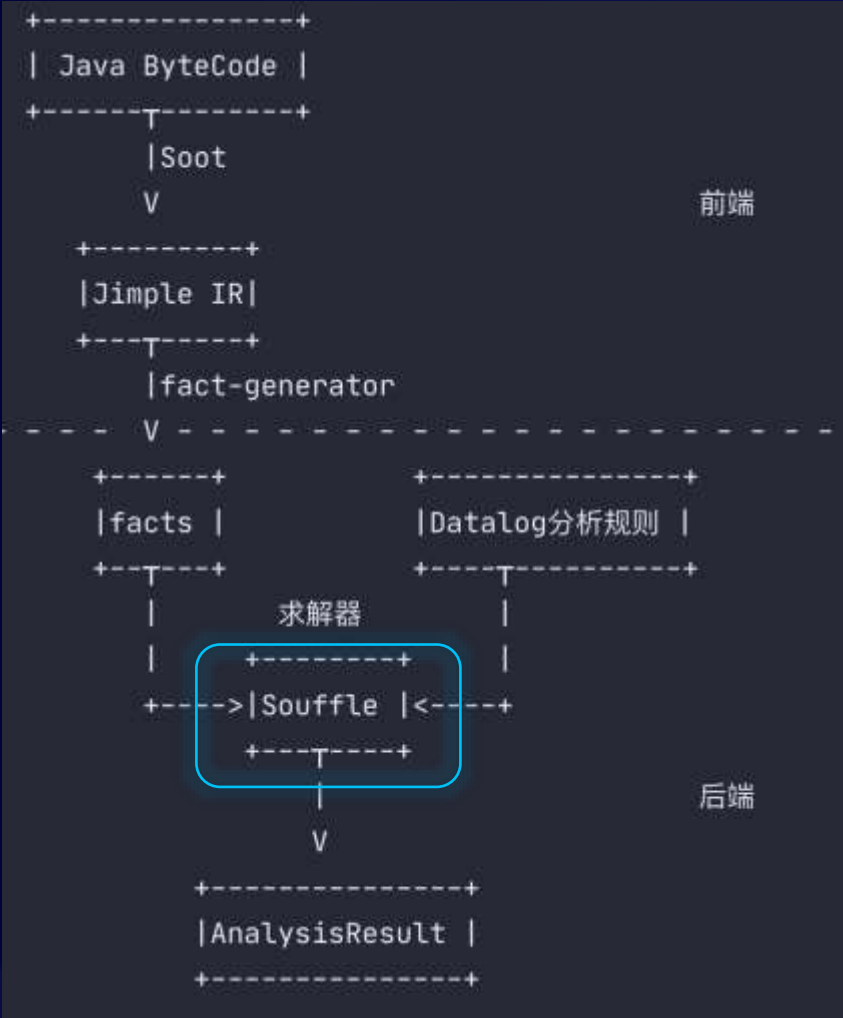 +---------------+
| Java ByteCode |
+------┬--------+
|Soot
V 前端
+---------+
|Jimple IR|
+---┬-----+
|fact-generator
- - - - V - - - - - - - - - - - - - - - - - - - - - - - -
+------+ +---------------+
|facts | |Datalog分析规则 |
+--┬---+ +----┬----------+
| 求解器 |
| +--------+ |
+---->|Souffle |<----+
+---┬----+
| 后端
V
+---------------+
|AnalysisResult |
+---------------+